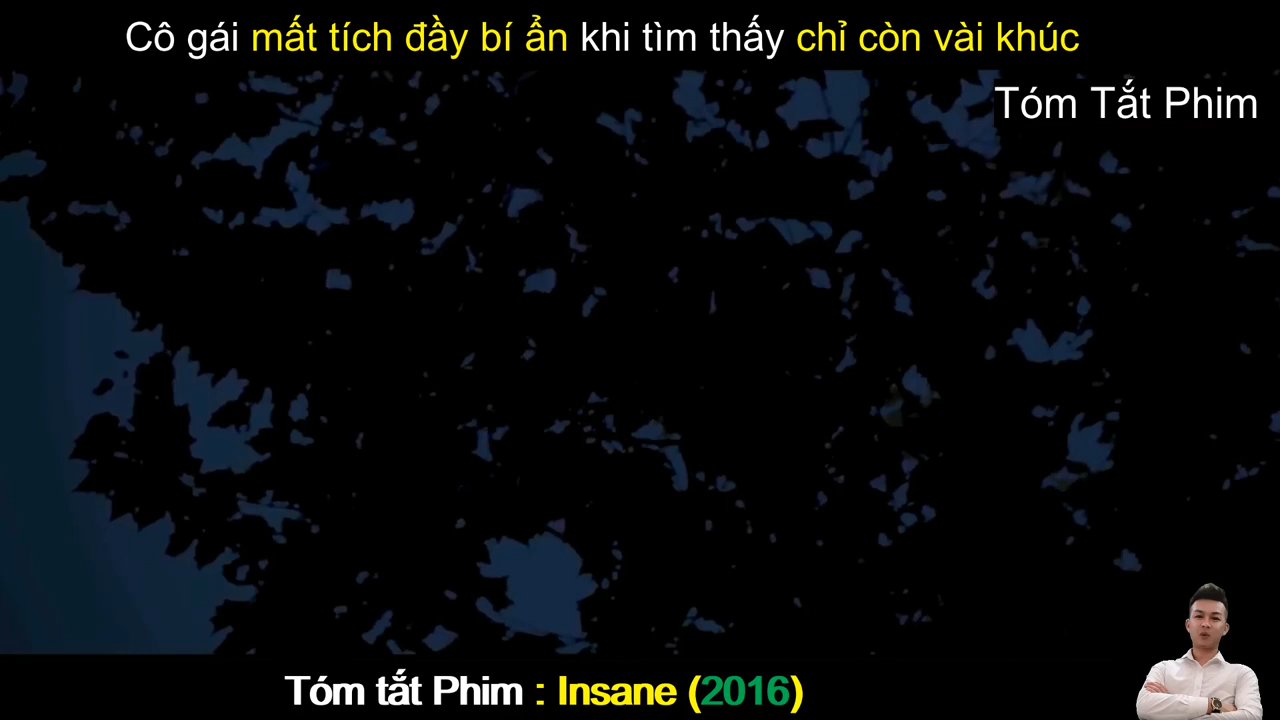 Cô gái mất tích đầy bí ẩn khi tìm thấy chỉ còn vài khúc
Tóm Tắt Phim
Tóm tắt Phim : Insane (2016)